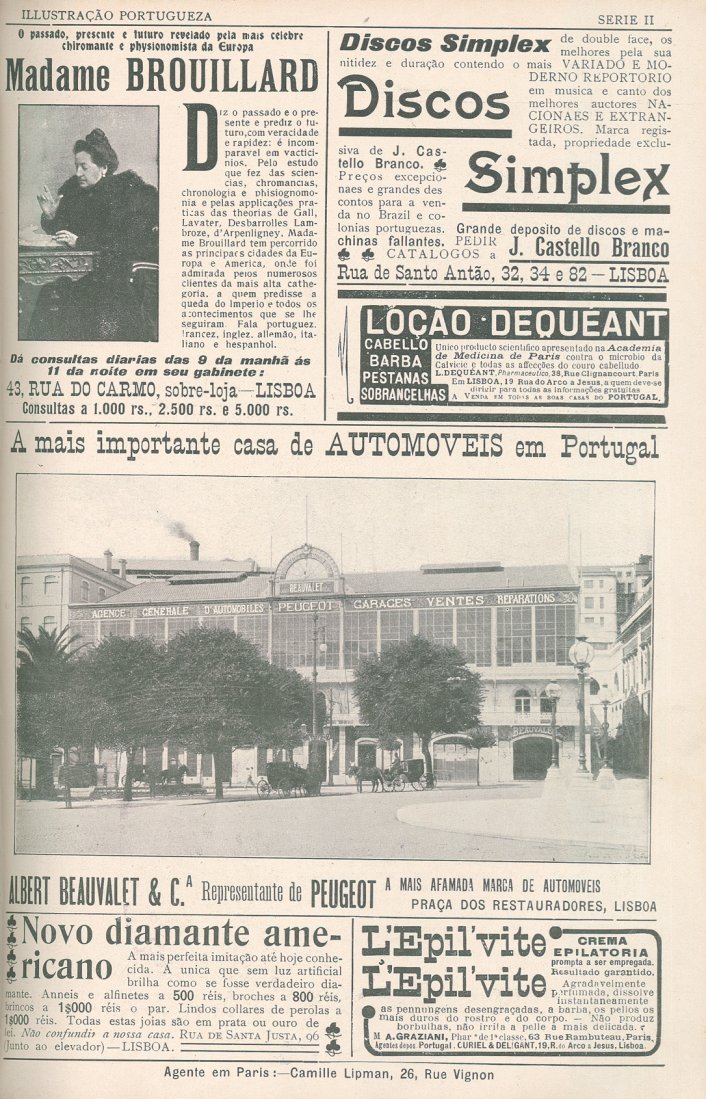 ILLUSTRAÇÃO PORTUGUEZA
SERIE II
O passado, presente e futuro revelado pela mais celebre
chiromante e physionomista da Europa
Madame BROUILLARD
Diz o passado e o pre-
sente e prediz o fu-
turo, com veracidade
e rapidez: é incom-
paravel em vactici-
nios. Pelo estudo
que fez das scien-
cias, chromancias,
chronologia e phisiognomo-
nia e pelas applicações pra-
ticas das theorias de Gall,
Lavater, Desbarrolles Lam-
broze, d'Arpenligney. Mada-
me Brouillard tem percorrido
as principaes cidades da Eu-
ropa e America, onde foi
admirada pelos numerosos
clientes da mais alta cathe-
goria, a quem predisse a
queda do Imperio e todos os
acontecimentos que se lhe
seguiram. Fala portuguez,
francez, inglez, allemão, ita-
liano e hespanhol.
Dá consultas diarias das 9 da manhã ás
11 da noite em seu gabinete:
43, RUA DO CARMO, sobre-loja—LISBOA
Consultas a 1.000 rs., 2.500 rs. e 5.000 rs.
Discos Simplex de double face, os
melhores pela sua
nitidez e duração contendo o mais VARIADO E MO-
DERNO REPORTORIO
em musica e canto dos
melhores auctores NA-
CIONAES E EXTRAN-
GEIROS. Marca regis-
tada, propriedade exclu-
Discos
Simplex
siva de J. Cas-
tello Branco.
Preços excepcio-
naes e grandes des
contos para a ven-
da no Brazil e co-
lonias portuguezas.
Grande deposito de discos e ma-
chinas fallantes. PEDIR
CATALOGOS a J. Castello Branco
Rua de Santo Antão, 32, 34 e 82—LISBOA
LOÇÃO DEQUÉANT
CABELLO
BARBA
PESTANAS
SOBRANCELHAS
Unico producto scientifico apresentado na Academia
de Medicina de Paris contra o microbio da
Calvicie e todas as affecções do couro cabelludo
L. DEQUÉANT, Pharmaceutico, 38, Rue Clignancourt, Paris
Em LISBOA, 19 Rua do Arco a Jesus, a quem deve-se
dirigir para todas as informações gratuitas
A VENDA EM TODAS AS BOAS CASAS DO PORTUGAL.
A mais importante casa de AUTOMOVEIS em Portugal
BEAUVALET
AGENCE GÉNÉRALE D'AUTOMOBILES PEUGEOT GARAGES VENTES REPARATIONS
BEAUVALET
ALBERT BEAUVALET & C.ᴬ Representante de PEUGEOT A MAIS AFAMADA MARCA DE AUTOMOVEIS
PRAÇA DOS RESTAURADORES, LISBOA
Novo diamante ame-
ricano
A mais perfeita imitação até hoje conhe-
cida. A unica que sem luz artificial
brilha como se fosse verdadeiro dia-
mante. Anneis e alfinetes a 500 réis, broches a 800 réis,
brincos a 1$000 réis o par. Lindos collares de perolas a
1$000 réis. Todas estas joias são em prata ou ouro de
lei. Não confundir a nossa casa. RUA DE SANTA JUSTA, 96
(Junto ao elevador)—LISBOA.
L'Epil'vite
L'Epil'vite
CREMA
EPILATORIA
prompta a ser empregada.
Resultado garantido.
Agradavelmente
perfumada, dissolve
instantaneamente
as pennungens desengraçadas, a barba, os pellos os
mais duros do rostro e do corpo. — Não produz
borbulhas, não irrita a pelle a mais delicada.
M A. GRAZIANI, Pharⁿ de 1ª classe, 63 Rue Rambuteau, Paris.
Agentes depos Portugal, CURIEL & DELIGANT, 19, R. do Arco a Jesus, Lisboa.
Agente em Paris:—Camille Lipman, 26, Rue Vignon